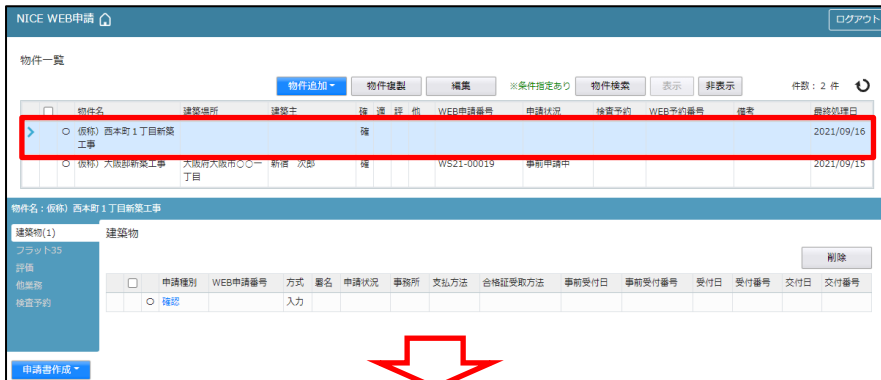 NICE WEB申請
ログアウト
物件一覧
物件追加 物件複製 編集 ※条件指定あり 物件検索 表示 非表示 件数: 2 件
物件名 建築場所 建築主 確 適 評 他 WEB申請番号 申請状況 検査予約 WEB予約番号 備考 最終処理日
○ 仮称）西本町１丁目新築 確 2021/09/16
工事
○ 仮称）大阪邸新築工事 大阪府大阪市○○一 新宿 次郎 確 WS21-00019 事前申請中 2021/09/15
丁目
物件名：仮称）西本町１丁目新築工事
建築物(1) 建築物
フラット35
削除
評価
他業務
申請種別 WEB申請番号 方式 署名 申請状況 事務所 支払方法 合格証受取方法 事前受付日 事前受付番号 受付日 受付番号 交付日 交付番号
検査予約
○ 確認 入力
申請書作成